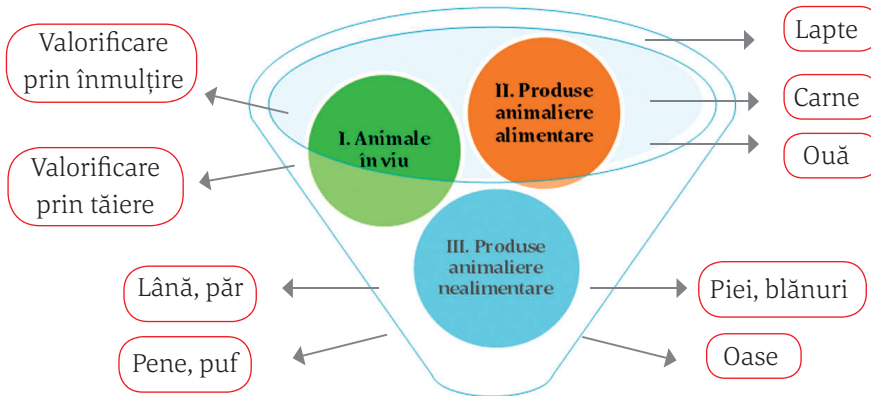 Valorificare
prin înmulțire
Valorificare
prin tăiere
I. Animale
în viu
II. Produse
animaliere
alimentare
Lapte
Carne
Ouă
III. Produse
animaliere
nealimentare
Lână, păr
Pene, puf
Piei, blănuri
Oase